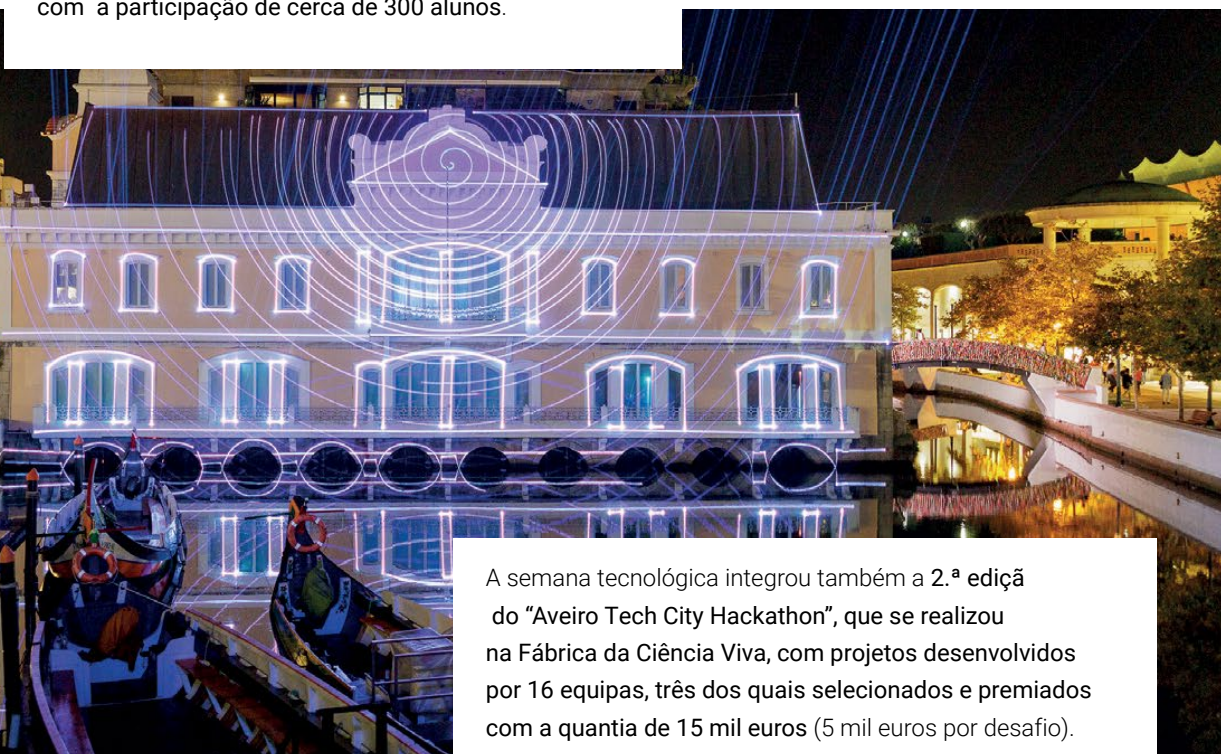 com a participação de cerca de 300 alunos.
A semana tecnológica integrou também a 2.ª ediçã
do “Aveiro Tech City Hackathon”, que se realizou
na Fábrica da Ciência Viva, com projetos desenvolvidos
por 16 equipas, três dos quais selecionados e premiados
com a quantia de 15 mil euros (5 mil euros por desafio).